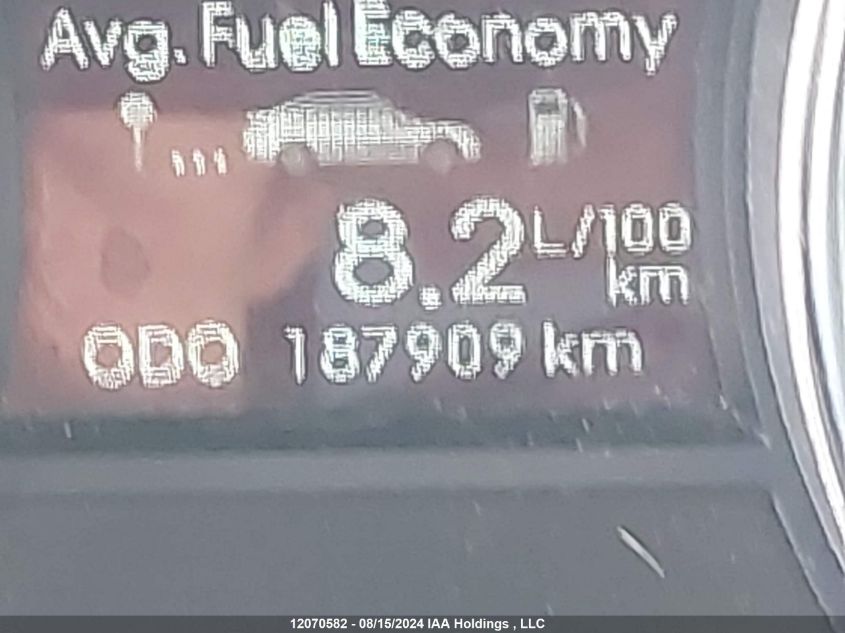 Avg. Fuel Economy
8.2 L/100 km
ODO 187909 km
12070582 - 08/15/2024 IAA Holdings , LLC